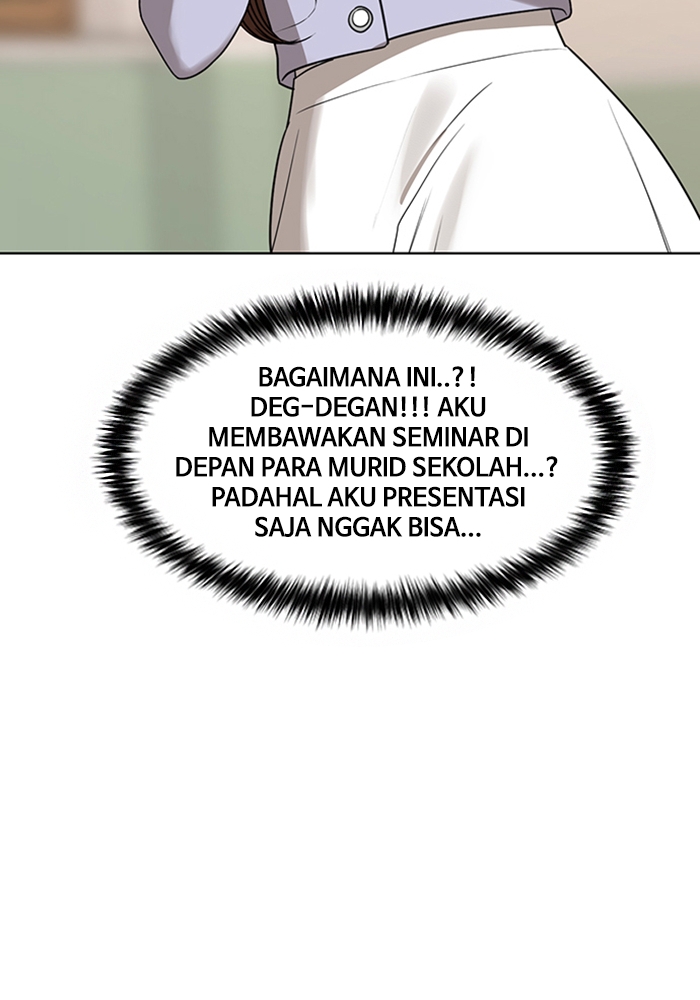 BAGAIMANA INI..?!
DEG-DEGAN!!! AKU
MEMBAWAKAN SEMINAR DI
DEPAN PARA MURID SEKOLAH...?
PADAHAL AKU PRESENTASI
SAJA NGGAK BISA...